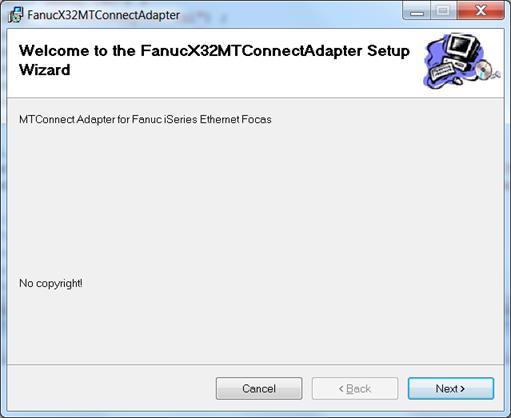 FanucX32MTConnectAdapter
Welcome to the FanucX32MTConnectAdapter Setup
Wizard
MTConnect Adapter for Fanuc iSeries Ethernet Focas
No copyright!
Cancel
< Back
Next >